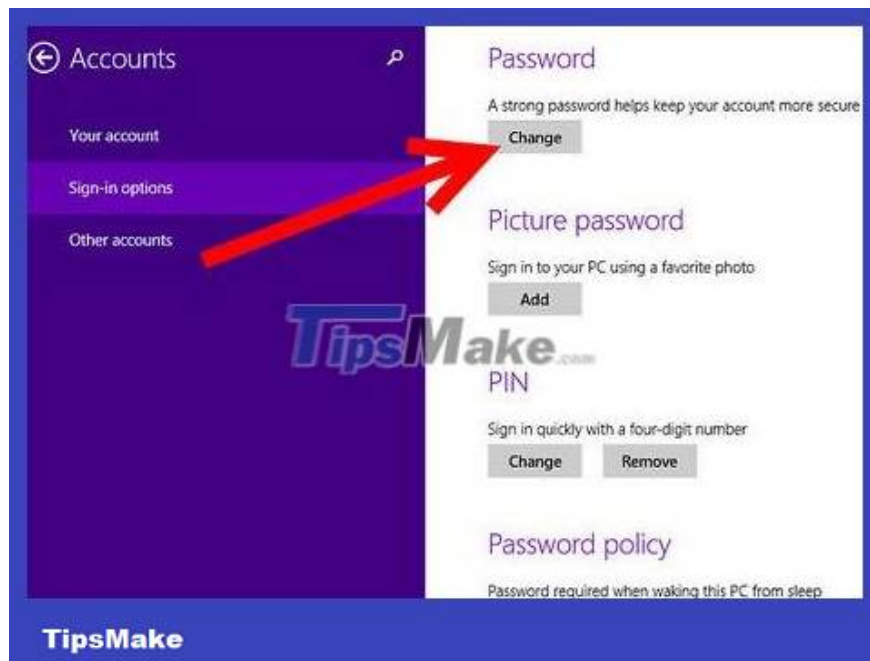 Accounts
Your account
Sign-in options
Other accounts
Password
A strong password helps keep your account more secure
Change
Picture password
Sign in to your PC using a favorite photo
Add
TipsMake.com
PIN
Sign in quickly with a four-digit number
Change Remove
Password policy
Password required when waking this PC from sleep
TipsMake